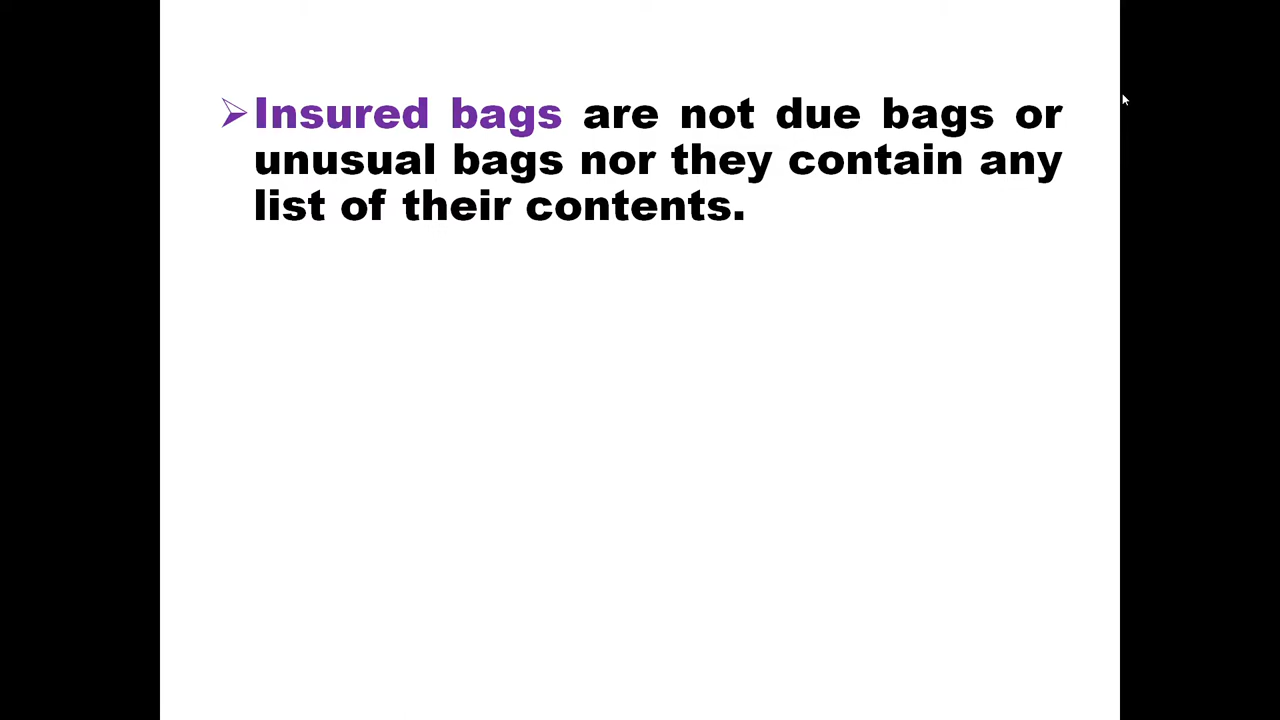 Insured bags are not due bags or
unusual bags nor they contain any
list of their contents.